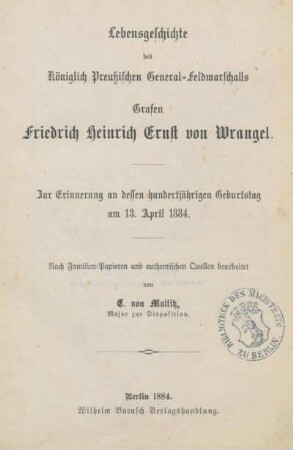 Lebensgeschichte
des
Königlich Preußischen General-Feldmarschalls
Grafen
Friedrich Heinrich Ernst von Wrangel.
Zur Erinnerung an dessen hundertjährigen Geburtstag
am 13. April 1884.
Nach Familien-Papieren und authentischen Quellen bearbeitet
von
C. von Maltitz,
Major zur Disposition.
BIBLIOTHEK DES MAGISTRATS
ZU BERLIN
Berlin 1884.
Wilhelm Baensch Verlagshandlung.